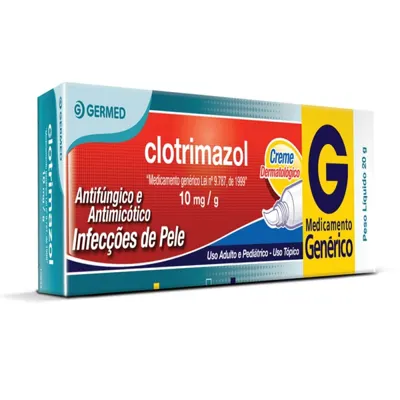 GERMED
clotrimazol
"Medicamento genérico Lei nº 9.787, de 1999"
10 mg / g
Creme
Dermatológico
Antifúngico e
Antimicótico
Infecções de Pele
Uso Adulto e Pediátrico - Uso Tópico
G
Medicamento
Genérico
Peso Líquido 20 g
GERMED
clotrimazol